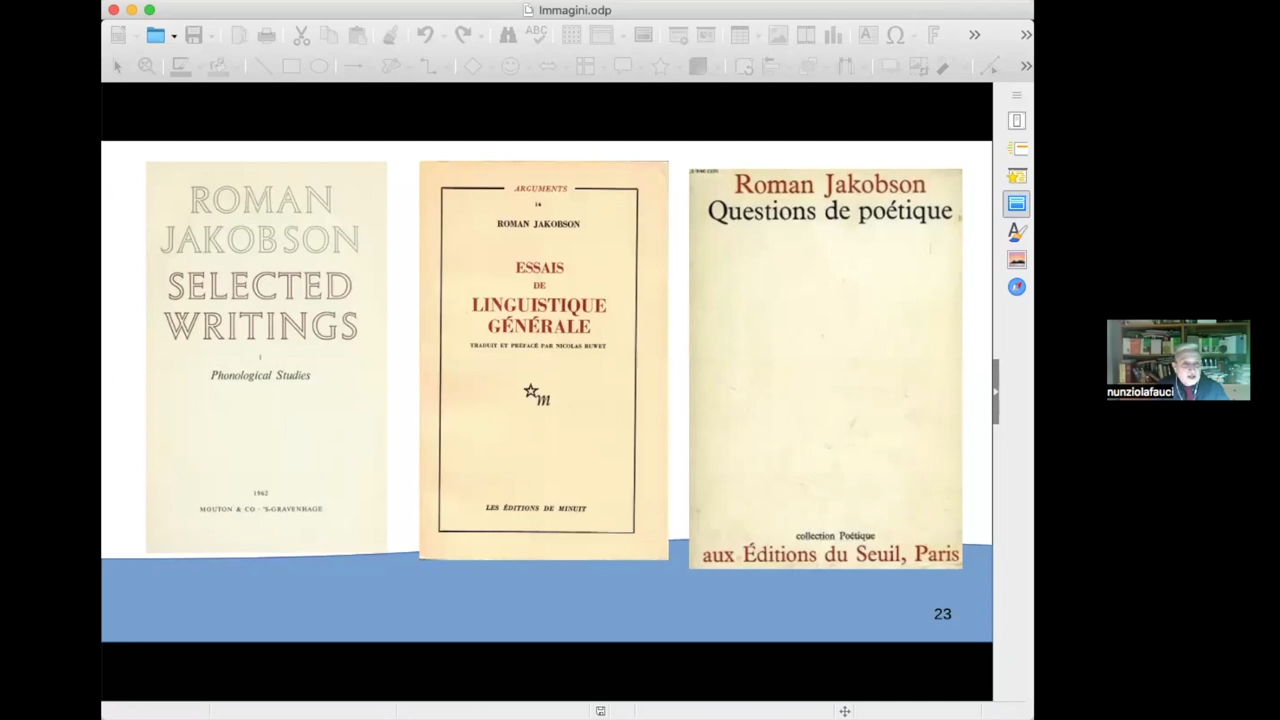 Immagini.odp
ABC
ROMAN
JAKOBSON
SELECTED
WRITINGS
I
Phonological Studies
1962
MOUTON & CO · 'S-GRAVENHAGE
ARGUMENTS
14
ROMAN JAKOBSON
ESSAIS
DE
LINGUISTIQUE
GÉNÉRALE
TRADUIT ET PRÉFACÉ PAR NICOLAS RUWET
m
LES ÉDITIONS DE MINUIT
Roman Jakobson
Questions de poétique
collection Poétique
aux Éditions du Seuil, Paris
23
nunziolafauci